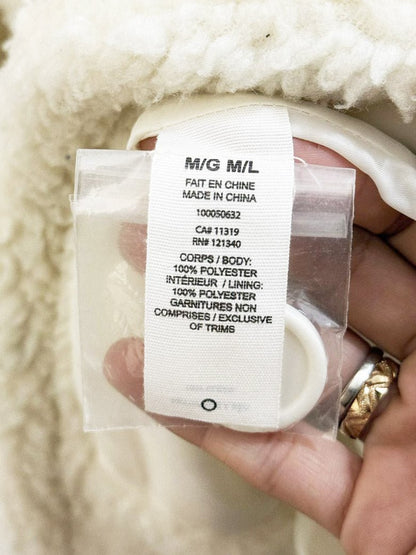 M/G M/L
FAIT EN CHINE
MADE IN CHINA
100050632
CA# 11319
RN# 121340
CORPS / BODY:
100% POLYESTER
INTÉRIEUR / LINING:
100% POLYESTER
GARNITURES NON
COMPRISES / EXCLUSIVE
OF TRIMS